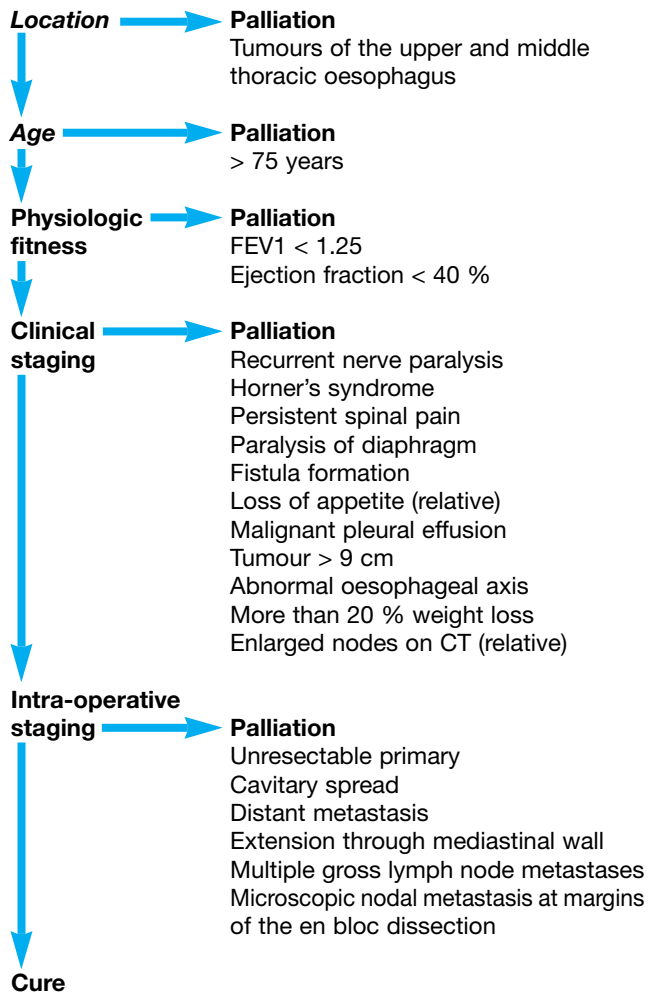 Location Palliation
Tumours of the upper and middle
thoracic oesophagus
Age Palliation
> 75 years
Physiologic Palliation
fitness FEV1 < 1.25
Ejection fraction < 40 %
Clinical Palliation
staging Recurrent nerve paralysis
Horner's syndrome
Persistent spinal pain
Paralysis of diaphragm
Fistula formation
Loss of appetite (relative)
Malignant pleural effusion
Tumour > 9 cm
Abnormal oesophageal axis
More than 20 % weight loss
Enlarged nodes on CT (relative)
Intra-operative
staging Palliation
Unresectable primary
Cavitary spread
Distant metastasis
Extension through mediastinal wall
Multiple gross lymph node metastases
Microscopic nodal metastasis at margins
of the en bloc dissection
Cure